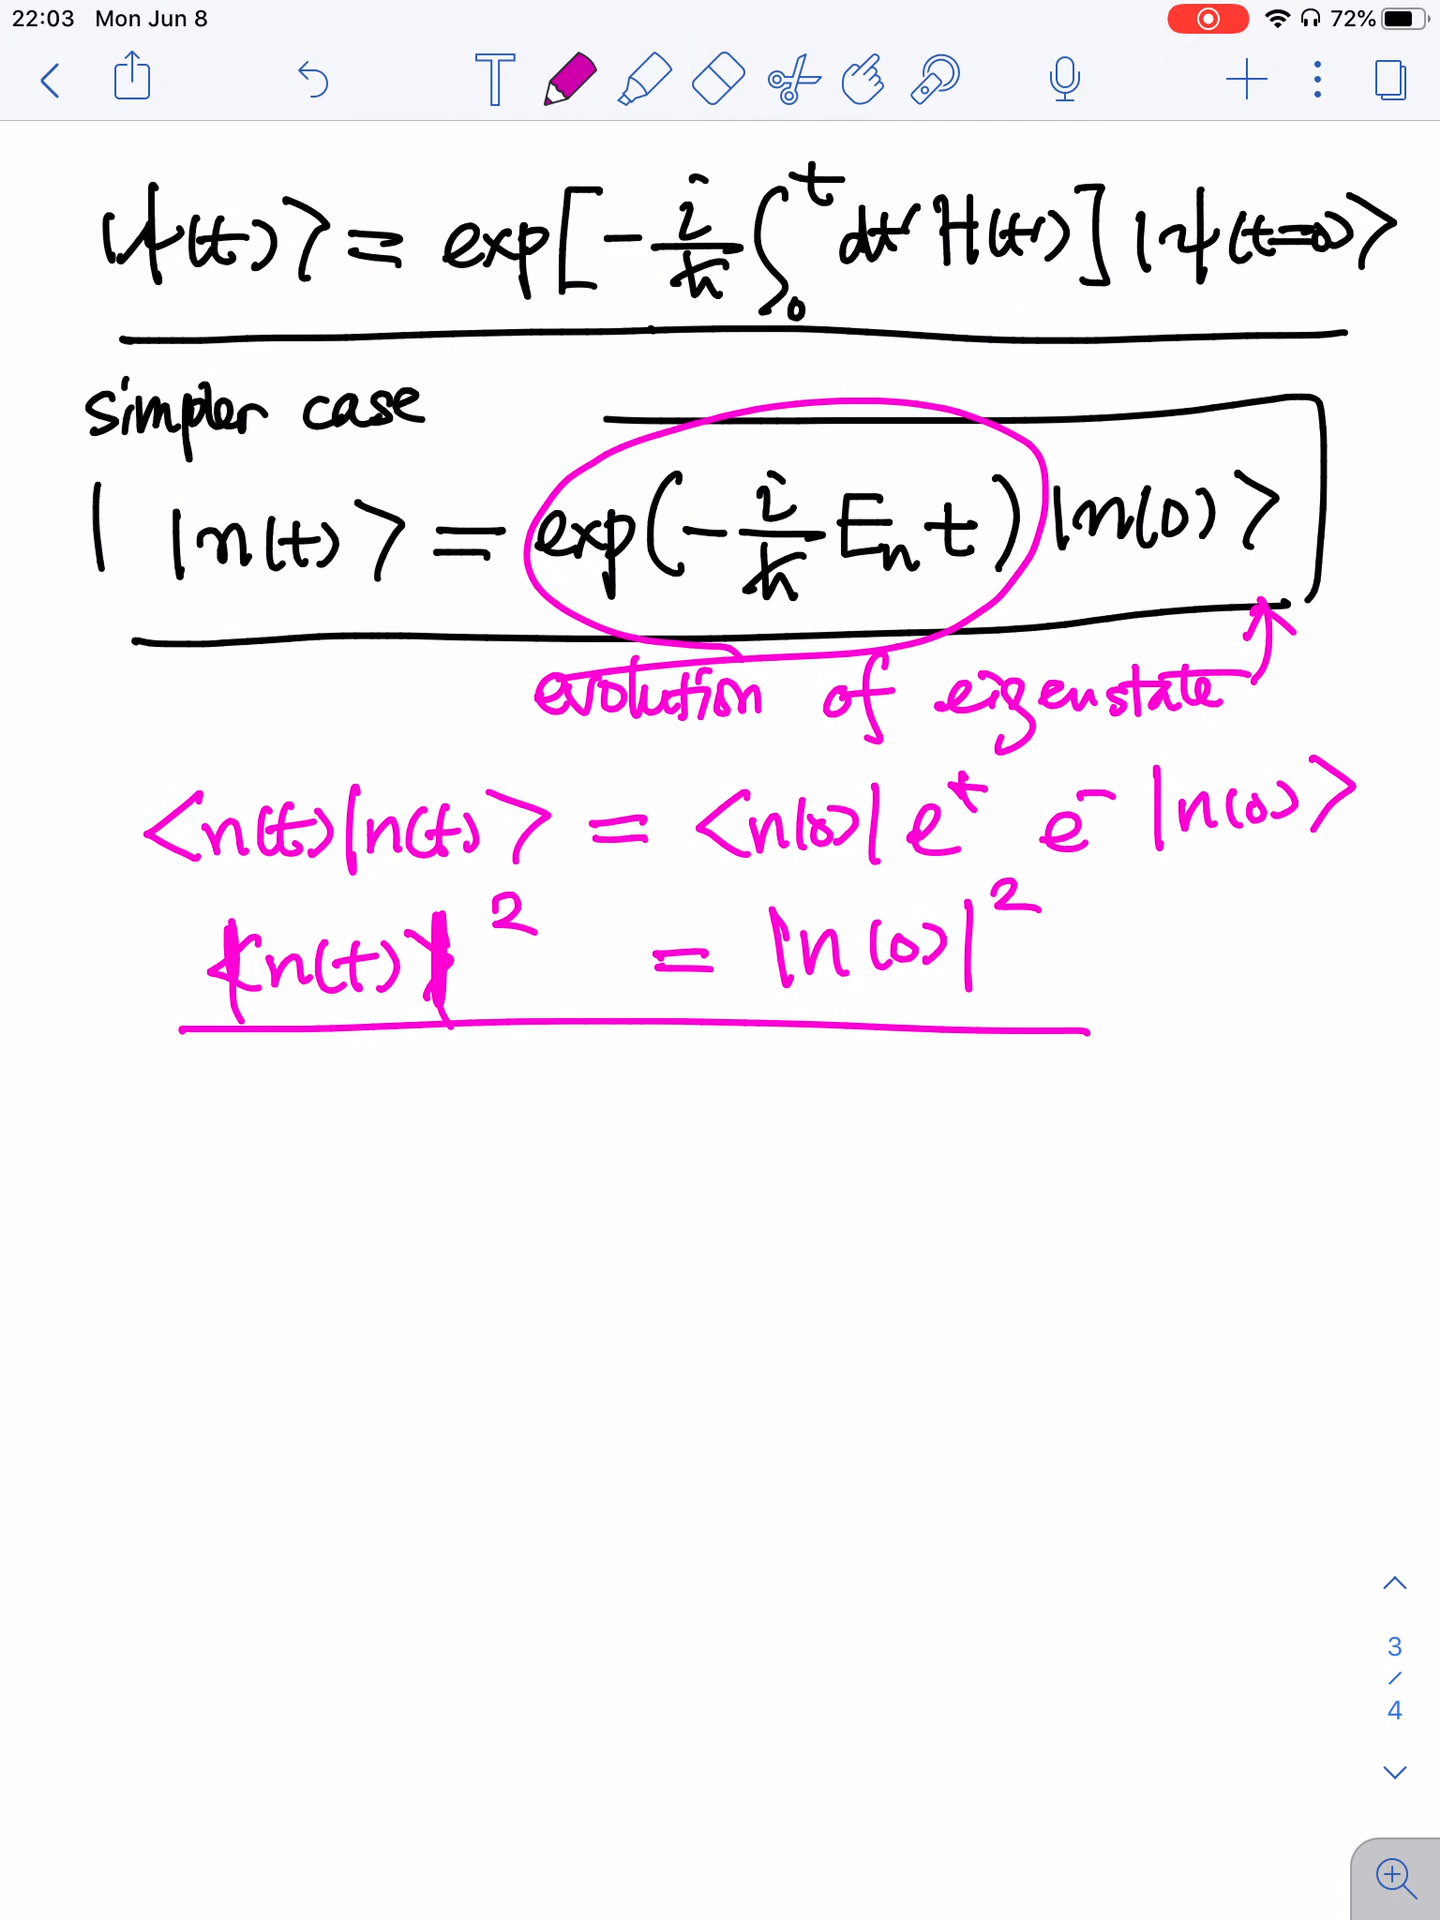 22:03 Mon Jun 8 72%
T
|ψ(t)⟩ = exp[-i/ħ ∫₀ᵗ dt' H(t')] |ψ(t=0)⟩
simpler case
|n(t)⟩ = exp(-i/ħ Eₙ t) |n(0)⟩
evolution of eigenstate
<n(t)|n(t)> = <n(0)| e⁺ e⁻ |n(0)>
|n(t)|² = |n(0)|²
3
/
4